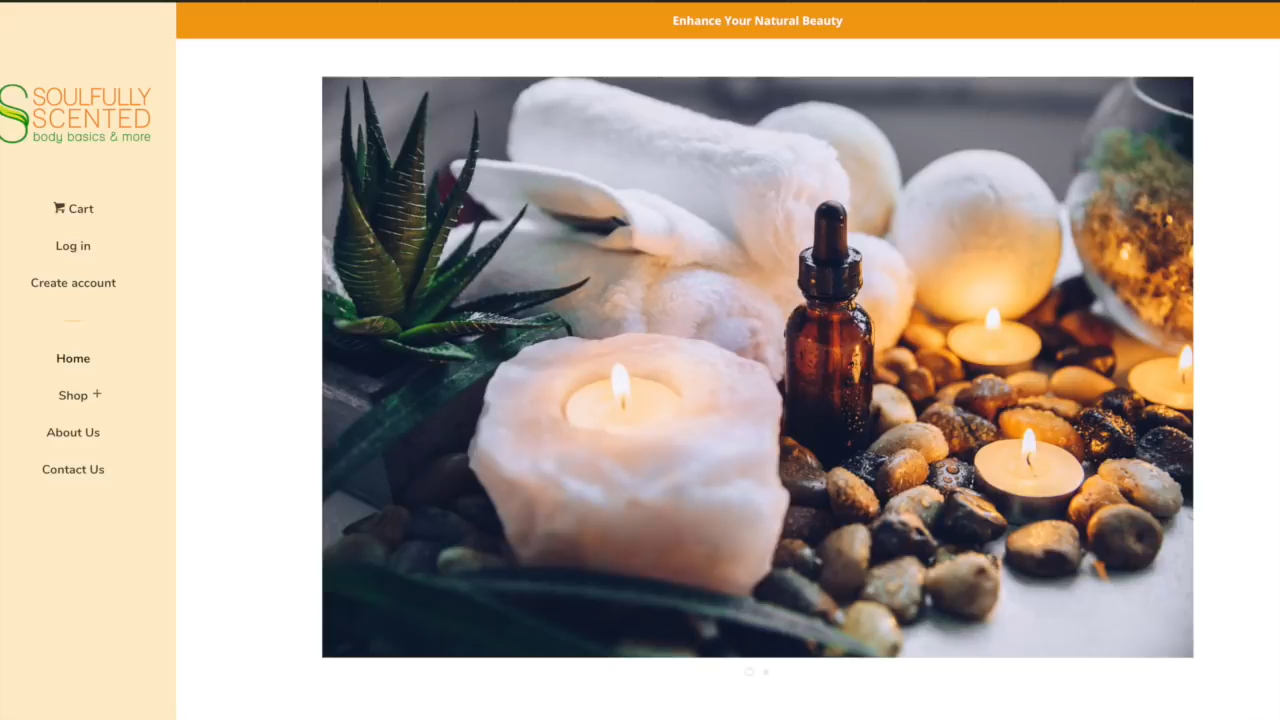 Enhance Your Natural Beauty
SOULFULLY
SCENTED
body basics & more
Cart
Log in
Create account
Home
Shop +
About Us
Contact Us